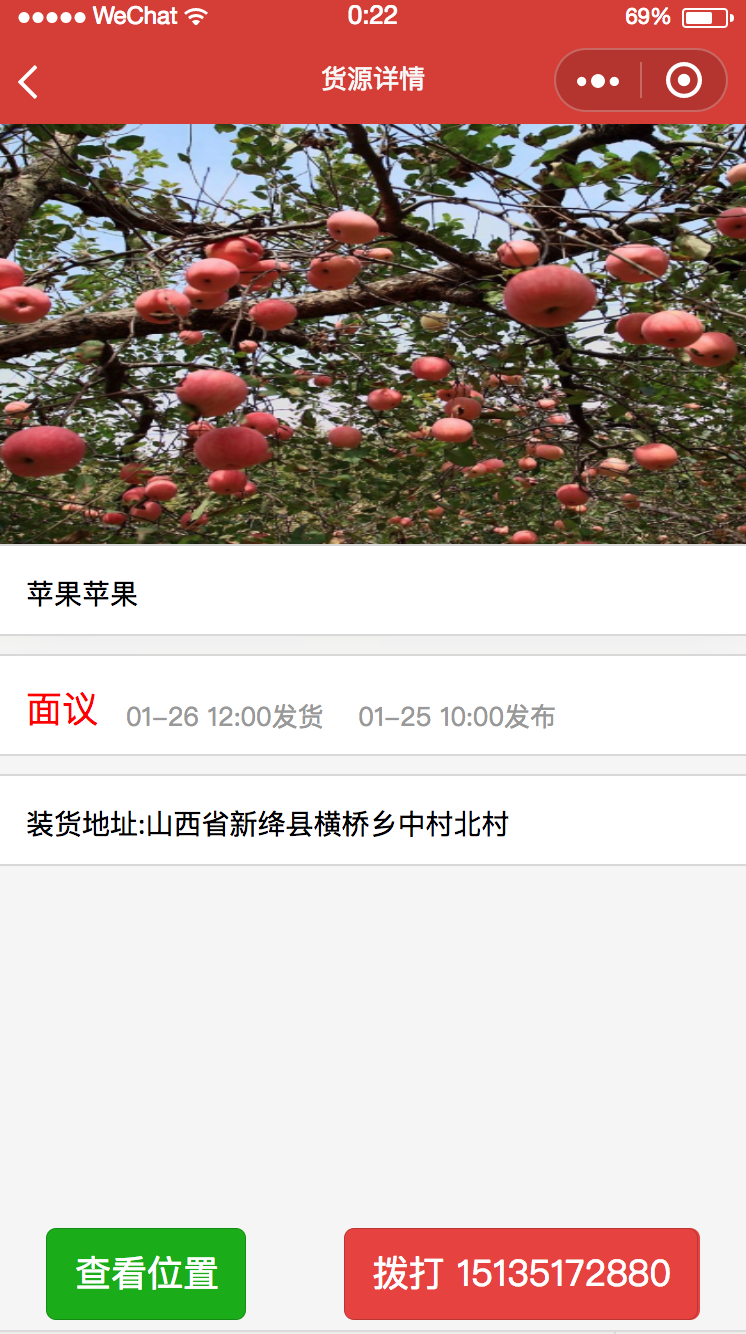 WeChat 0:22 69%
货源详情
苹果苹果
面议 01-26 12:00发货 01-25 10:00发布
装货地址:山西省新绛县横桥乡中村北村
查看位置 拨打 15135172880